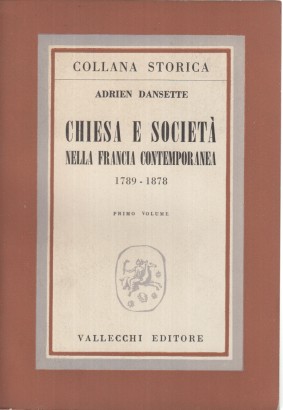 COLLANA STORICA
ADRIEN DANSETTE
CHIESA E SOCIETÀ
NELLA FRANCIA CONTEMPORANEA
1789 - 1878
PRIMO VOLUME
VALLECCHI EDITORE